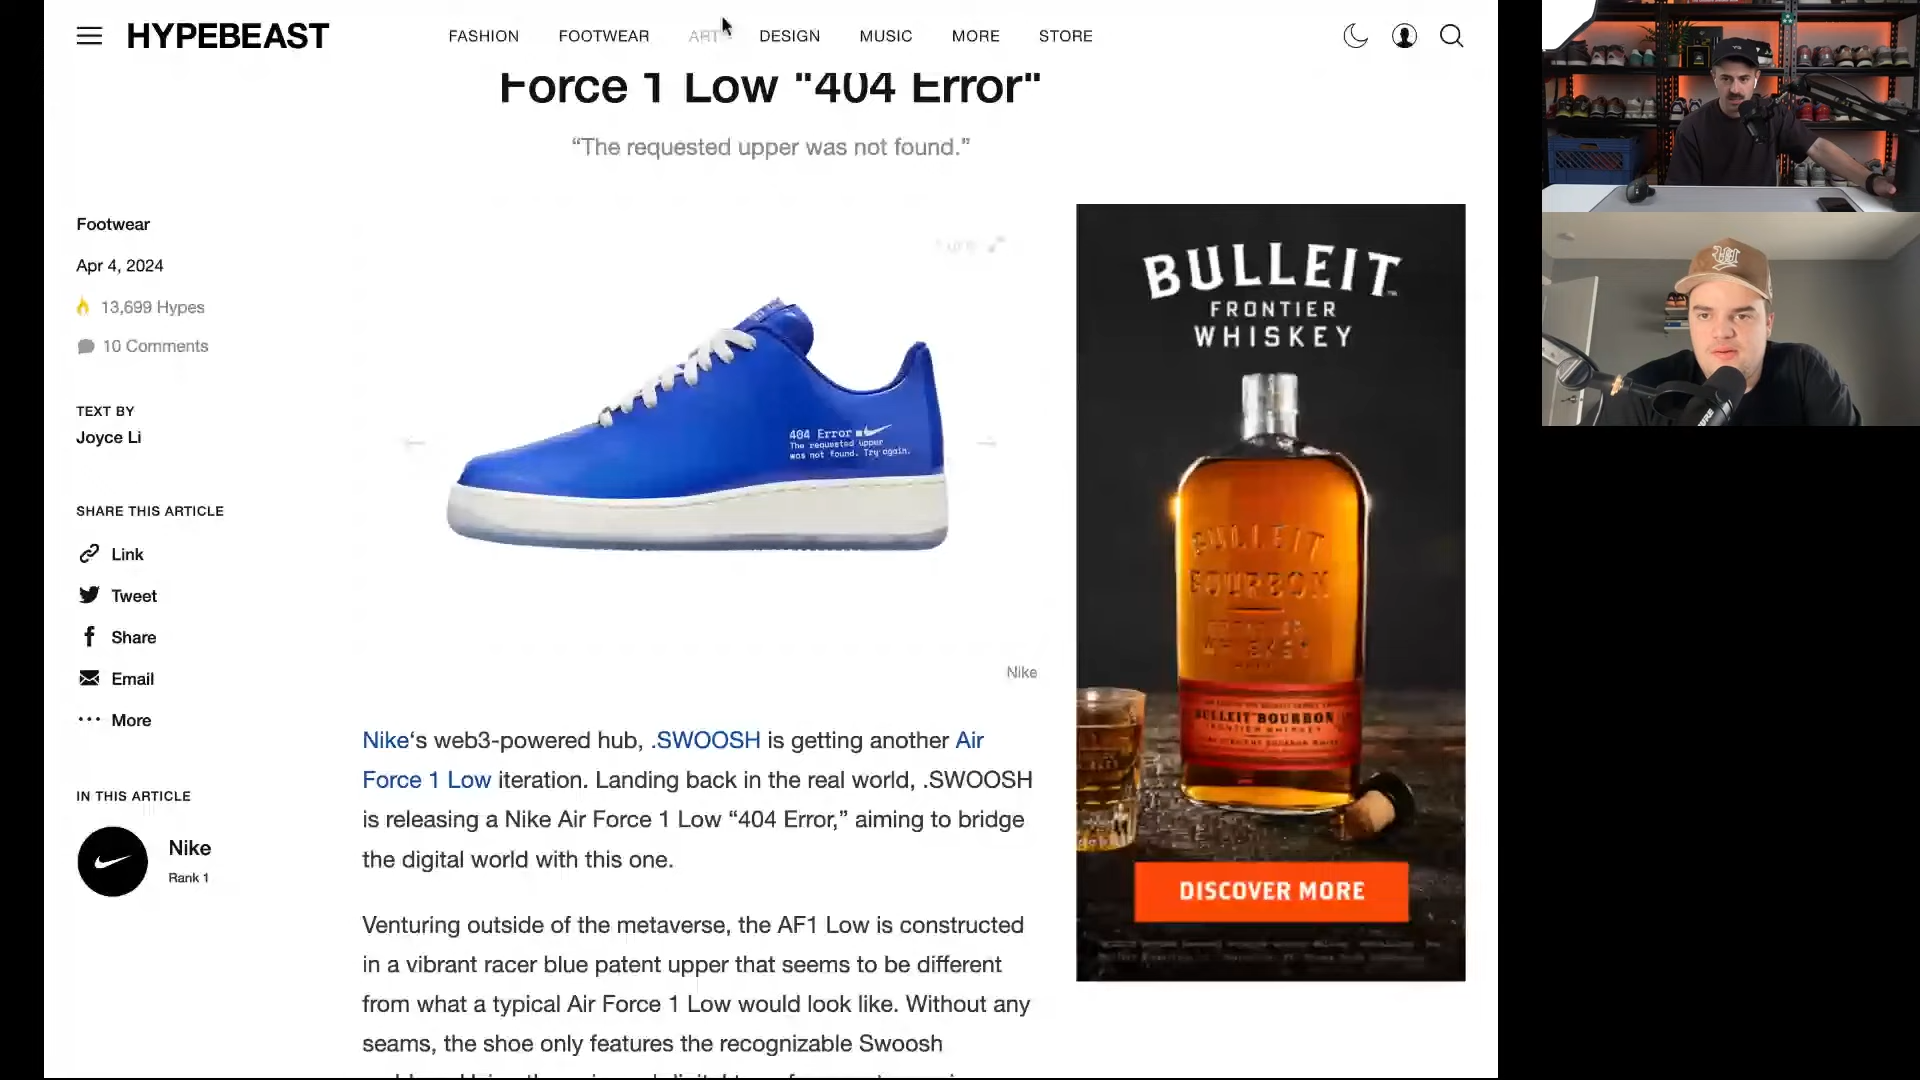 HYPEBEAST
FASHION
FOOTWEAR
ART
DESIGN
MUSIC
MORE
STORE
Force 1 Low "404 Error"
“The requested upper was not found.”
Footwear
Apr 4, 2024
13,699 Hypes
10 Comments
TEXT BY
Joyce Li
SHARE THIS ARTICLE
Link
Tweet
Share
Email
More
IN THIS ARTICLE
Nike
Rank 1
404 Error
The requested upper
was not found. Try again.
Nike
Nike‘s web3-powered hub, .SWOOSH is getting another Air
Force 1 Low iteration. Landing back in the real world, .SWOOSH
is releasing a Nike Air Force 1 Low “404 Error,” aiming to bridge
the digital world with this one.
Venturing outside of the metaverse, the AF1 Low is constructed
in a vibrant racer blue patent upper that seems to be different
from what a typical Air Force 1 Low would look like. Without any
seams, the shoe only features the recognizable Swoosh
BULLEIT
FRONTIER
WHISKEY
BULLEIT
BOURBON
BULLEIT BOURBON
DISCOVER MORE